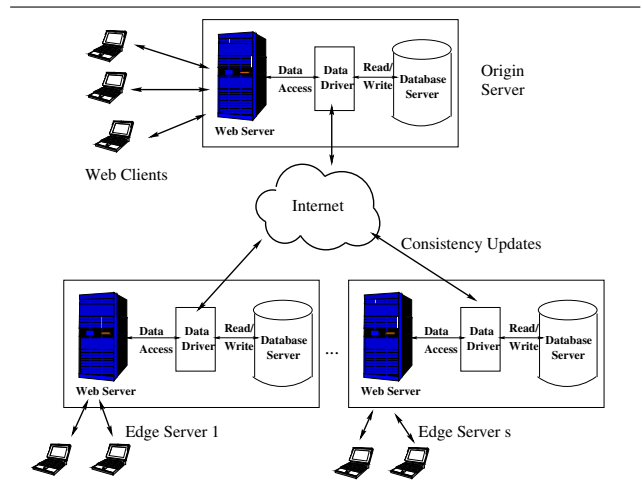 Data
Access
Data
Driver
Read/
Write
Database
Server
Web Server
Origin
Server
Web Clients
Internet
Consistency Updates
Data
Access
Data
Driver
Read/
Write
Database
Server
Web Server
...
Data
Access
Data
Driver
Read/
Write
Database
Server
Web Server
Edge Server 1
Edge Server s